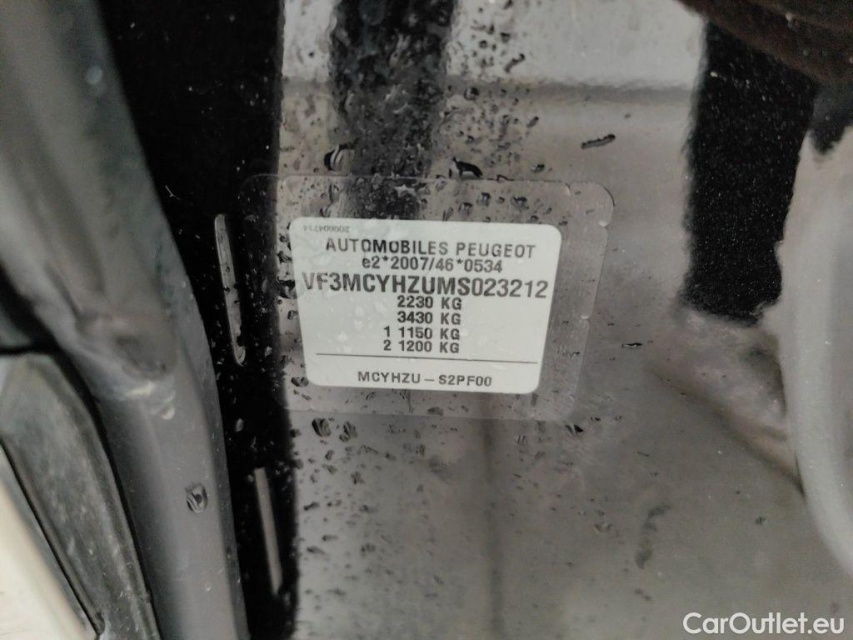 AUTOMOBILES PEUGEOT
e2*2007/46*0534
VF3MCYHZUMS023212
2230 KG
3430 KG
1 1150 KG
2 1200 KG
MCYHZU - S2PF00
CarOutlet.eu